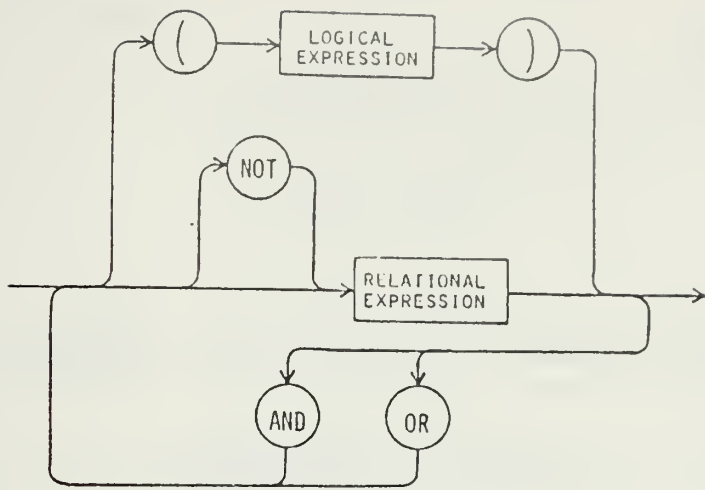 (
LOGICAL
EXPRESSION
)
NOT
RELATIONAL
EXPRESSION
AND
OR